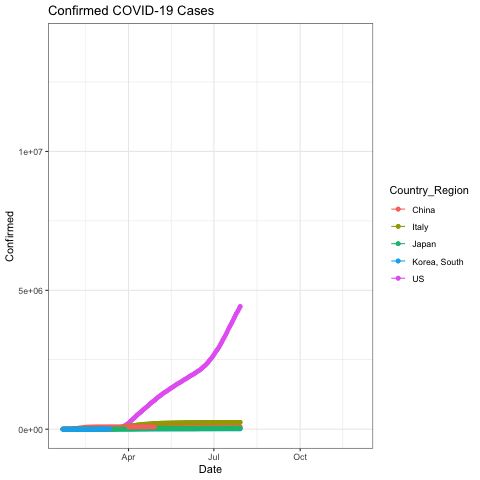 Confirmed COVID-19 Cases
1e+07
5e+06
0e+00
Confirmed
Apr
Jul
Oct
Date
Country_Region
China
Italy
Japan
Korea, South
US